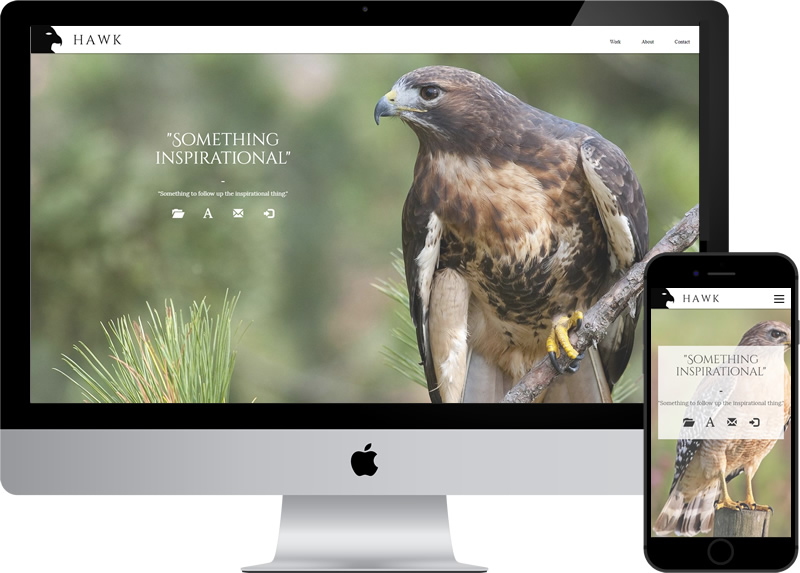 HAWK
Work About Contact
"SOMETHING
INSPIRATIONAL"
-
"Something to follow up the inspirational thing."
A
HAWK
"SOMETHING
INSPIRATIONAL"
-
"Something to follow up the inspirational thing."
A